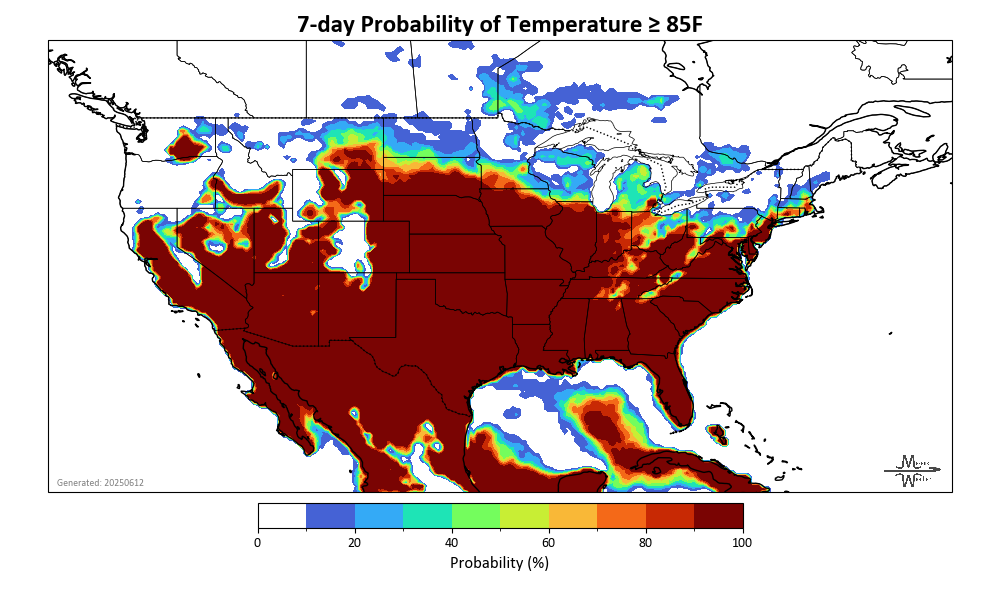 7-day Probability of Temperature ≥ 85F
Generated: 20250612
0 20 40 60 80 100
Probability (%)